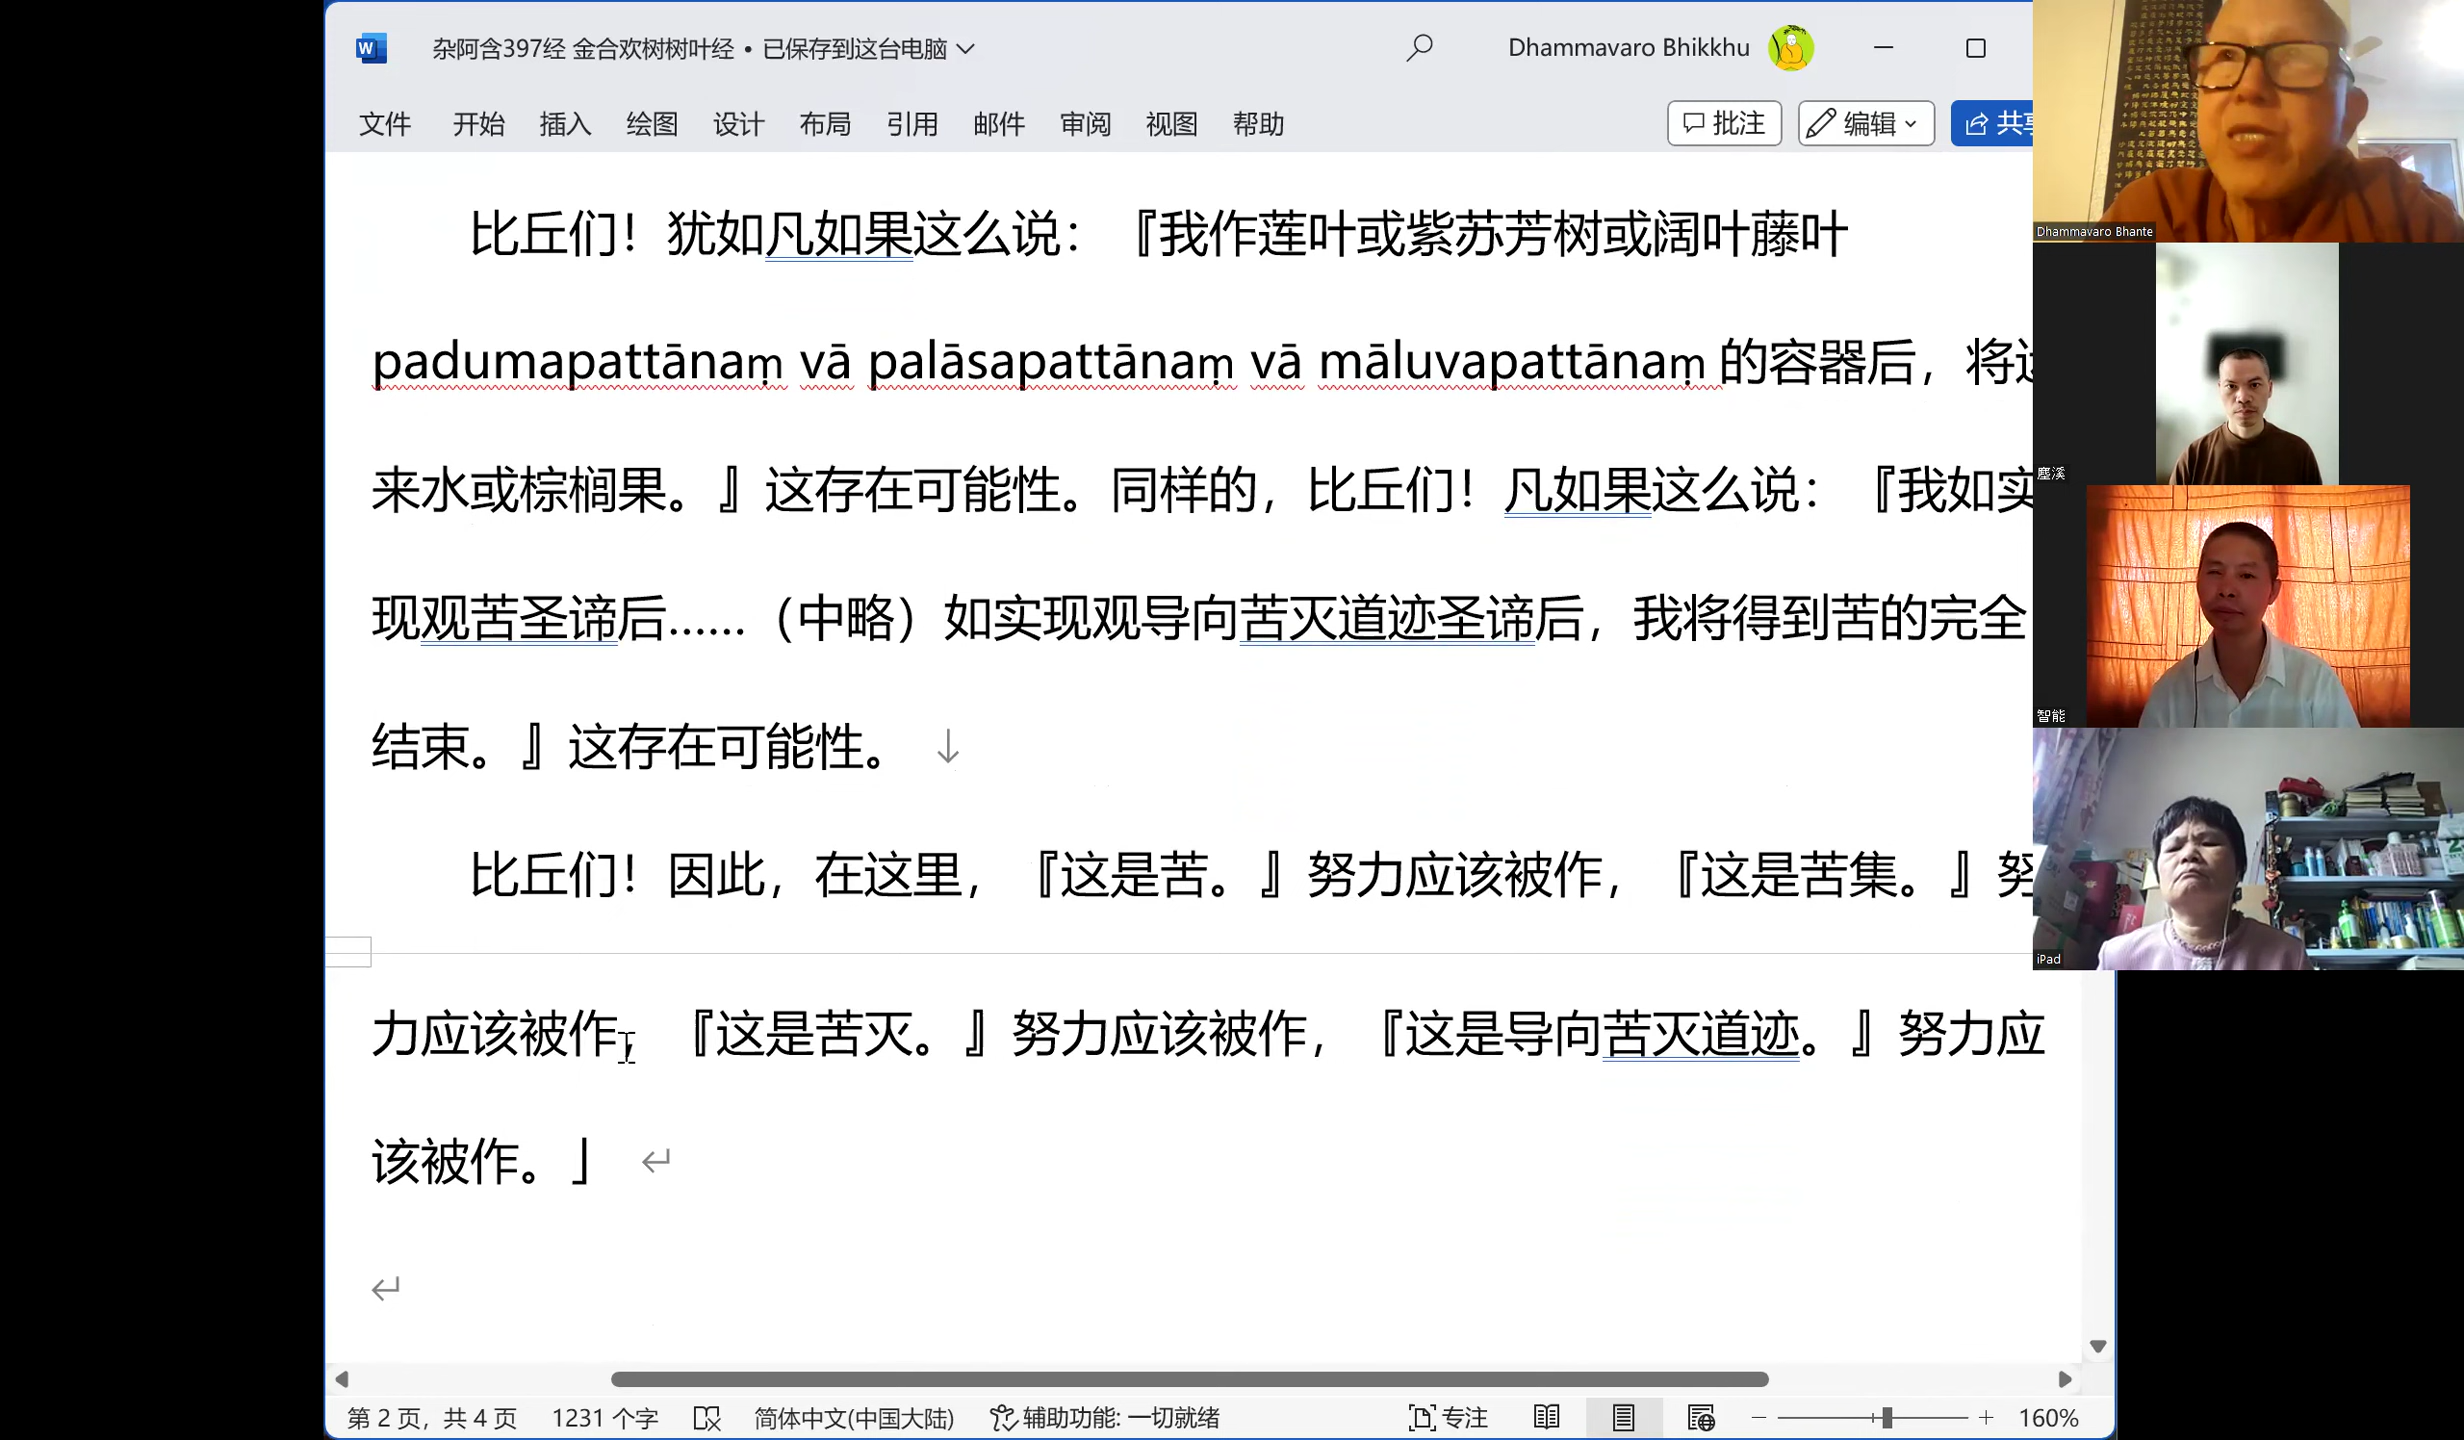 杂阿含397经 金合欢树树叶经 • 已保存到这台电脑
Dhammavaro Bhikkhu
文件 开始 插入 绘图 设计 布局 引用 邮件 审阅 视图 帮助
批注 编辑 共
比丘们！犹如凡如果这么说：『我作莲叶或紫苏芳树或阔叶藤叶
padumapattānaṃ vā palāsapattānaṃ vā māluvapattānaṃ 的容器后，将
来水或棕榈果。』这存在可能性。同样的，比丘们！凡如果这么说：『我如实
现观苦圣谛后……（中略）如实现观导向苦灭道迹圣谛后，我将得到苦的完全
结束。』这存在可能性。 ↓
比丘们！因此，在这里，『这是苦。』努力应该被作，『这是苦集。』努
力应该被作，『这是苦灭。』努力应该被作，『这是导向苦灭道迹。』努力应
该被作。」
第 2 页，共 4 页 1231 个字 简体中文(中国大陆) 辅助功能: 一切就绪 专注 160%
Dhammavaro Bhante
塵溪
智能
iPad